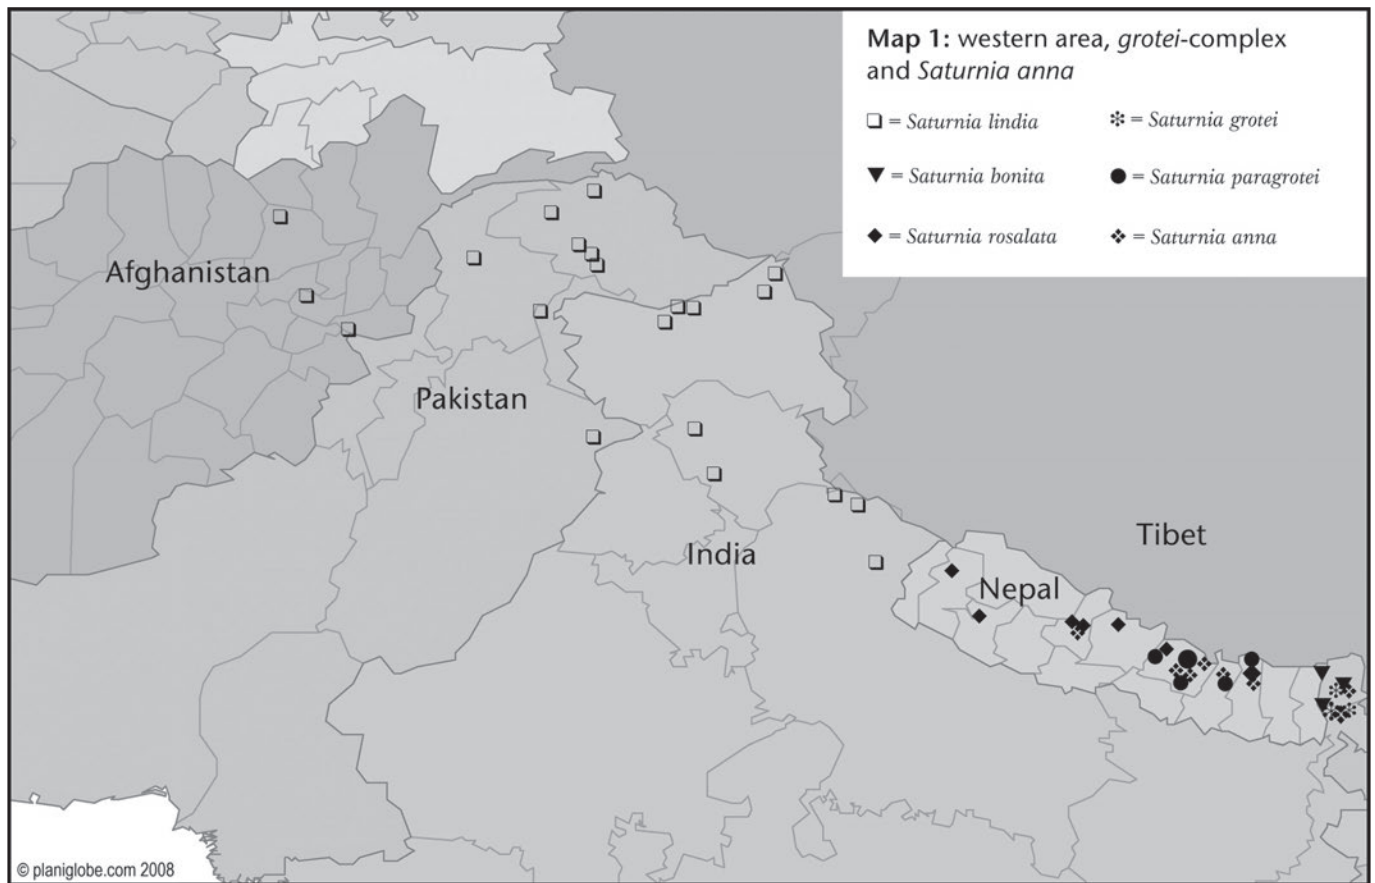 Map 1: western area, grotei-complex
and Saturnia anna
= Saturnia lindia
= Saturnia grotei
= Saturnia bonita
= Saturnia paragrotei
= Saturnia rosalata
= Saturnia anna
Afghanistan
Pakistan
India
Nepal
Tibet
© planiglobe.com 2008